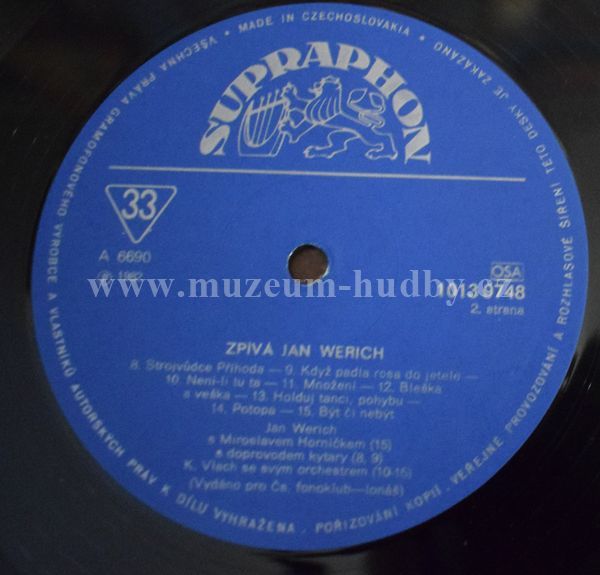 VŠECHNA PRÁVA GRAMOFONOVÉHO VÝROBCE A VLASTNÍKŮ AUTORSKÝCH PRÁV K DÍLU VYHRAŽENA . POŘIZOVÁNÍ KOPIÍ . VEŘEJNÉ PROVOZOVÁNÍ A ROZHLASOVÉ ŠÍŘENÍ TÉTO DESKY JE ZAKÁZÁNO • MADE IN CZECHOSLOVAKIA •
SUPRAPHON
33
A 6690
℗ 1982
OSA
1013 9748
2. strana
www.muzeum-hudby.cz
ZPÍVÁ JAN WERICH
8. Strojvůdce Příhoda — 9. Když padla rosa do jetele —
10. Není-li tu ta — 11. Množení — 12. Bleška
a veška — 13. Holduj tanci, pohybu —
14. Potopa — 15. Být či nebýt
Jan Werich
s Miroslavem Horníčkem (15)
s doprovodem kytary (8, 9)
K. Vlach se svým orchestrem (10-15)
(Vydáno pro Čs. fonoklub—Jonáš)